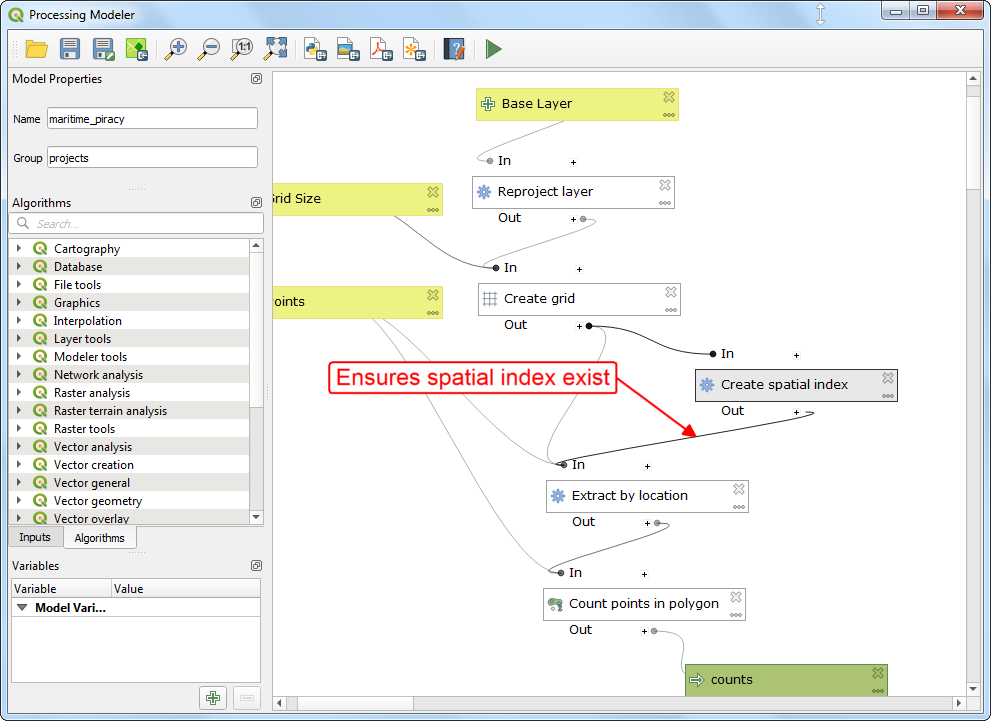 Processing Modeler
1:1
Model Properties
Name maritime_piracy
Group projects
Algorithms
Search...
Cartography
Database
File tools
Graphics
Interpolation
Layer tools
Modeler tools
Network analysis
Raster analysis
Raster terrain analysis
Raster tools
Vector analysis
Vector creation
Vector general
Vector geometry
Vector overlay
Inputs Algorithms
Variables
Variable Value
Model Vari...
Base Layer
In
Reproject layer
Out
Grid Size
In
Create grid
Out
oints
In
Create spatial index
Out
Ensures spatial index exist
In
Extract by location
Out
In
Count points in polygon
Out
counts